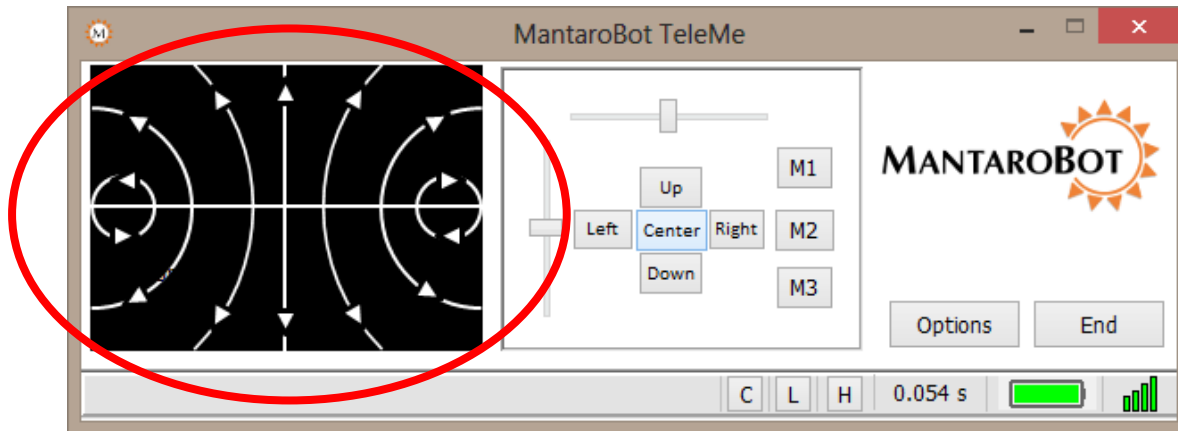 M
MantaroBot TeleMe
Up
Left Center Right
Down
M1
M2
M3
MANTAROBOT
Options End
C L H 0.054 s